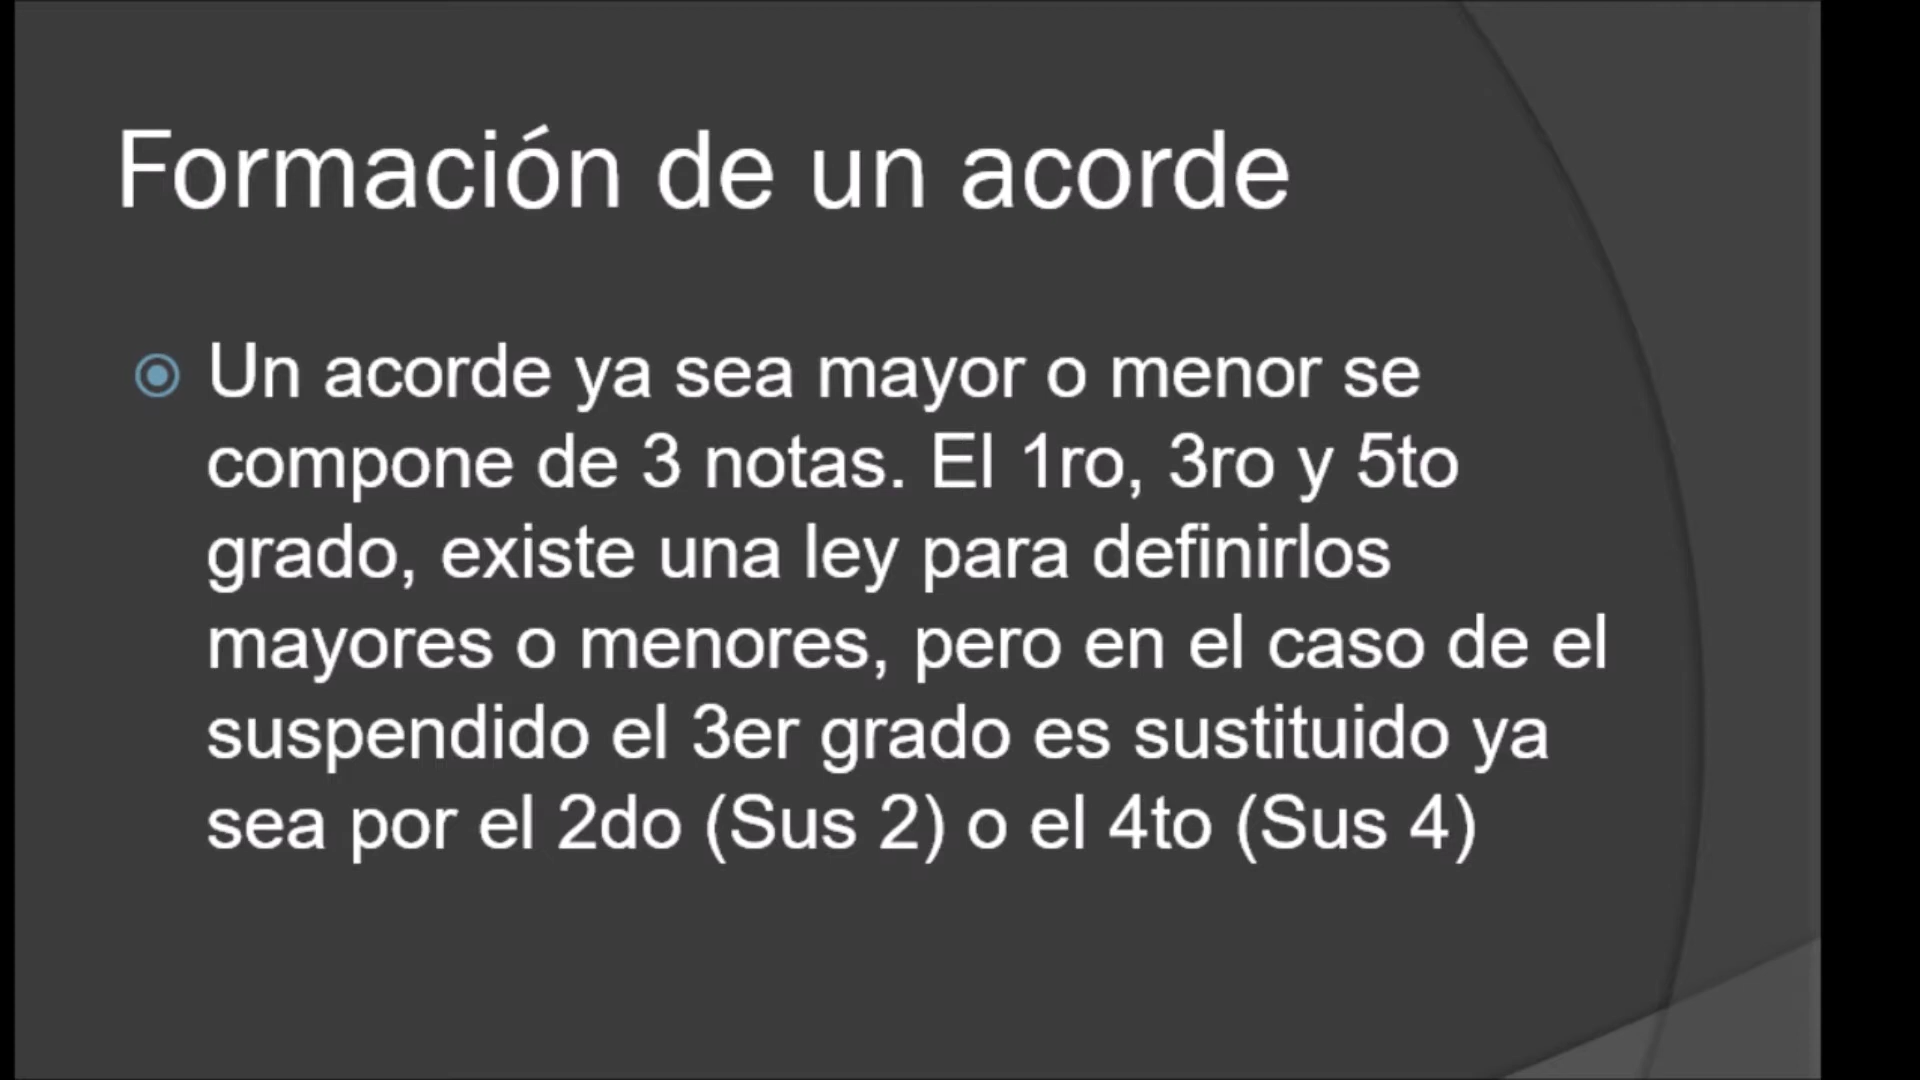 Formación de un acorde
Un acorde ya sea mayor o menor se
compone de 3 notas. El 1ro, 3ro y 5to
grado, existe una ley para definirlos
mayores o menores, pero en el caso de el
suspendido el 3er grado es sustituido ya
sea por el 2do (Sus 2) o el 4to (Sus 4)